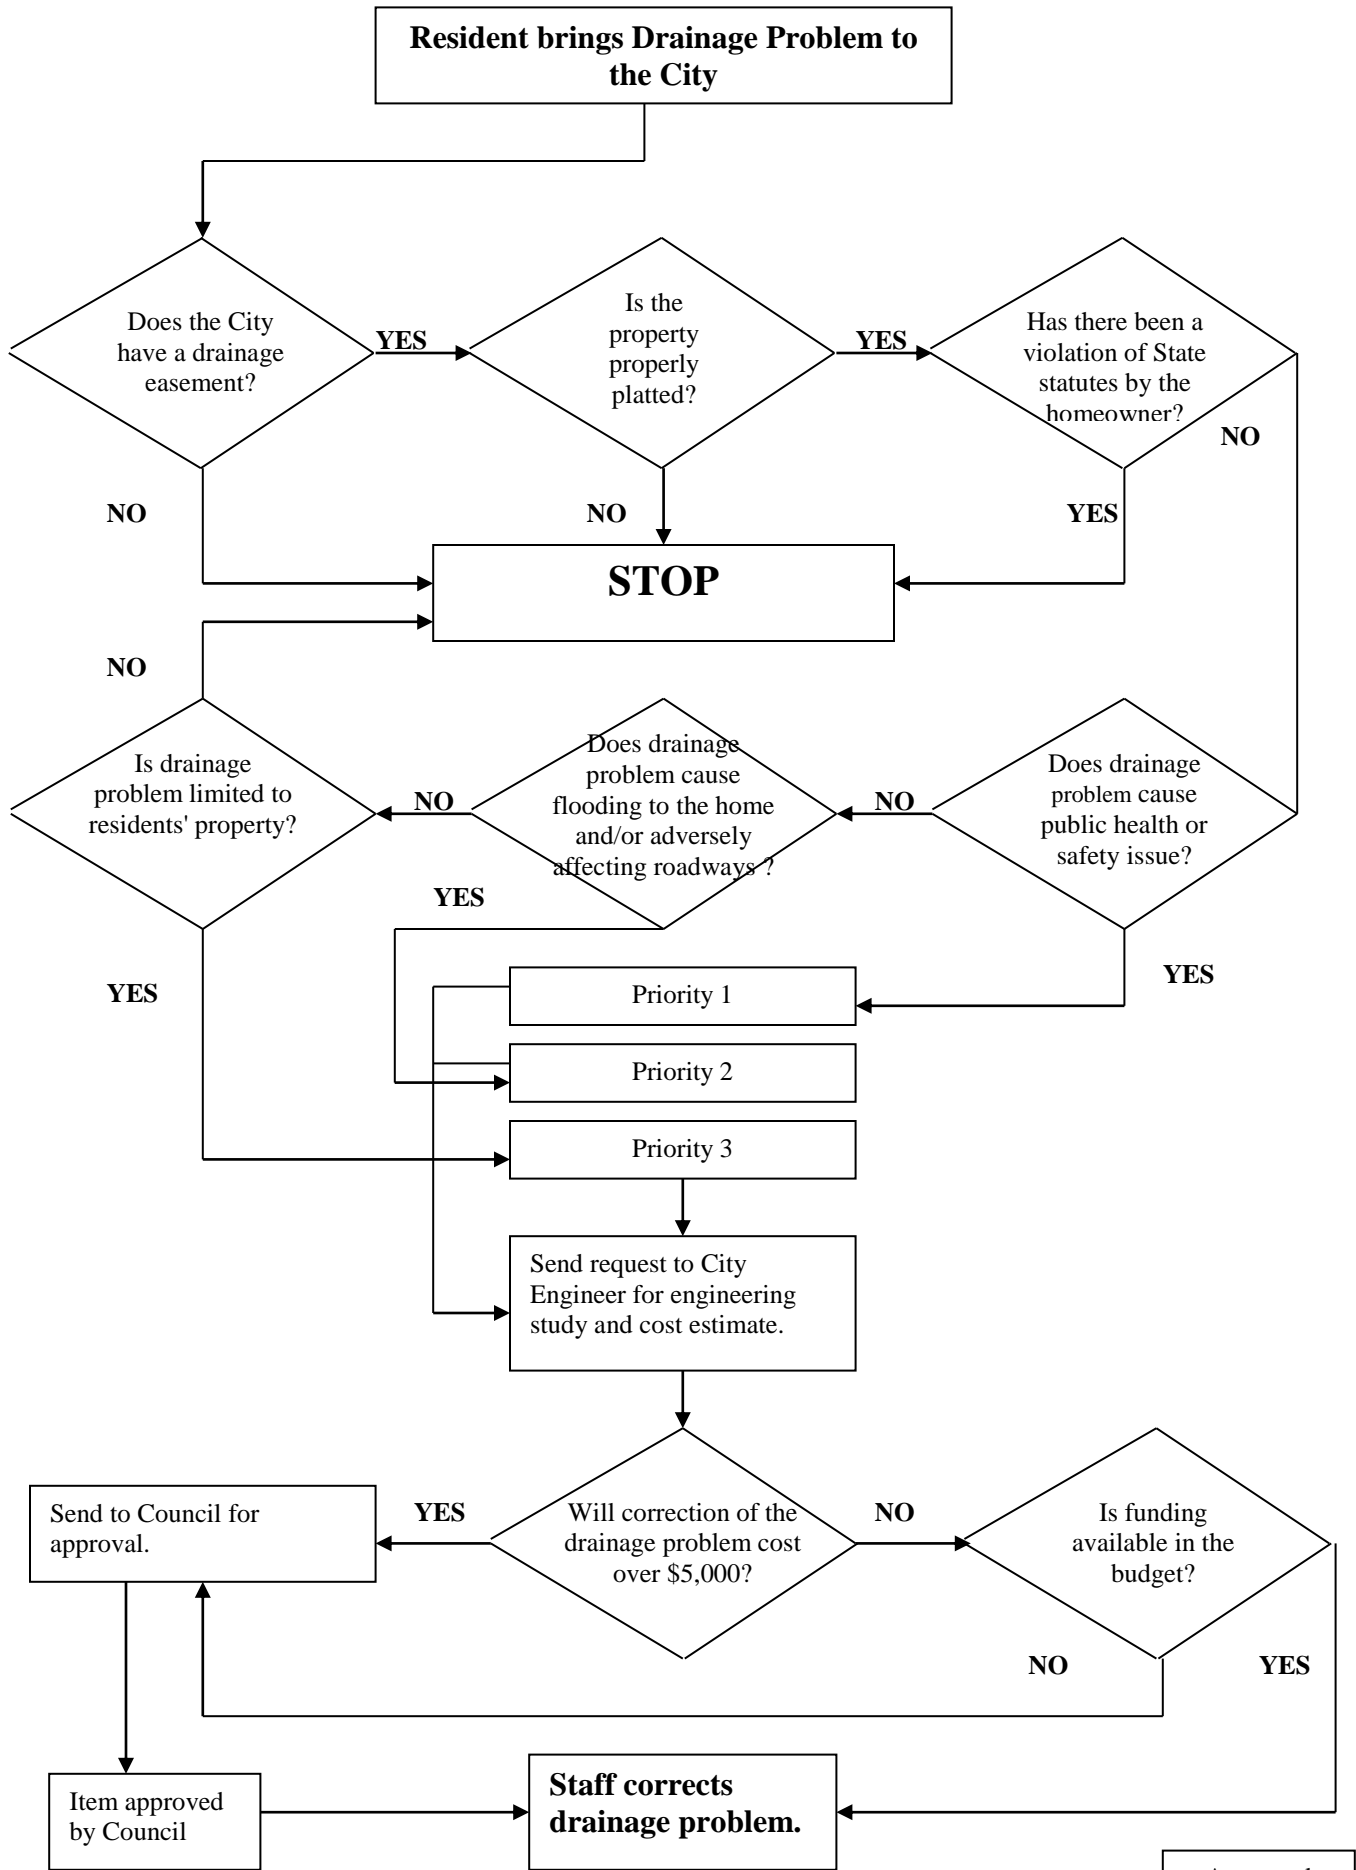 Resident brings Drainage Problem to
the City
Does the City
have a drainage
easement?
YES
Is the
property
properly
platted?
YES
Has there been a
violation of State
statutes by the
homeowner?
NO
NO
NO
YES
STOP
NO
Is drainage
problem limited to
residents' property?
NO
Does drainage
problem cause
flooding to the home
and/or adversely
affecting roadways ?
NO
Does drainage
problem cause
public health or
safety issue?
YES
YES
YES
Priority 1
Priority 2
Priority 3
Send request to City
Engineer for engineering
study and cost estimate.
Send to Council for
approval.
YES
Will correction of the
drainage problem cost
over $5,000?
NO
Is funding
available in the
budget?
NO
YES
Item approved
by Council
Staff corrects
drainage problem.